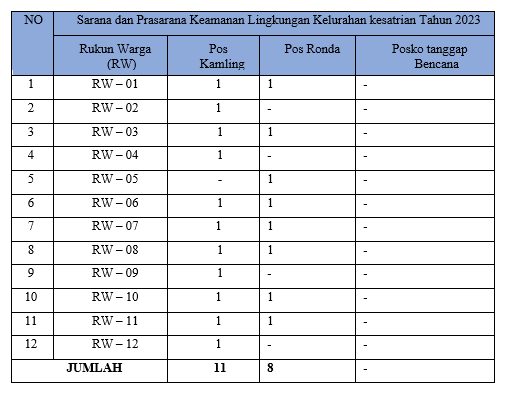 NO Sarana dan Prasarana Keamanan Lingkungan Kelurahan kesatrian Tahun 2023
Rukun Warga Pos Pos Ronda Posko tanggap
(RW) Kamling Bencana
1 RW – 01 1 1 -
2 RW – 02 1 - -
3 RW – 03 1 1 -
4 RW – 04 1 - -
5 RW – 05 - 1 -
6 RW – 06 1 1 -
7 RW – 07 1 1 -
8 RW – 08 1 1 -
9 RW – 09 1 - -
10 RW – 10 1 1 -
11 RW – 11 1 1 -
12 RW – 12 1 - -
JUMLAH 11 8 -